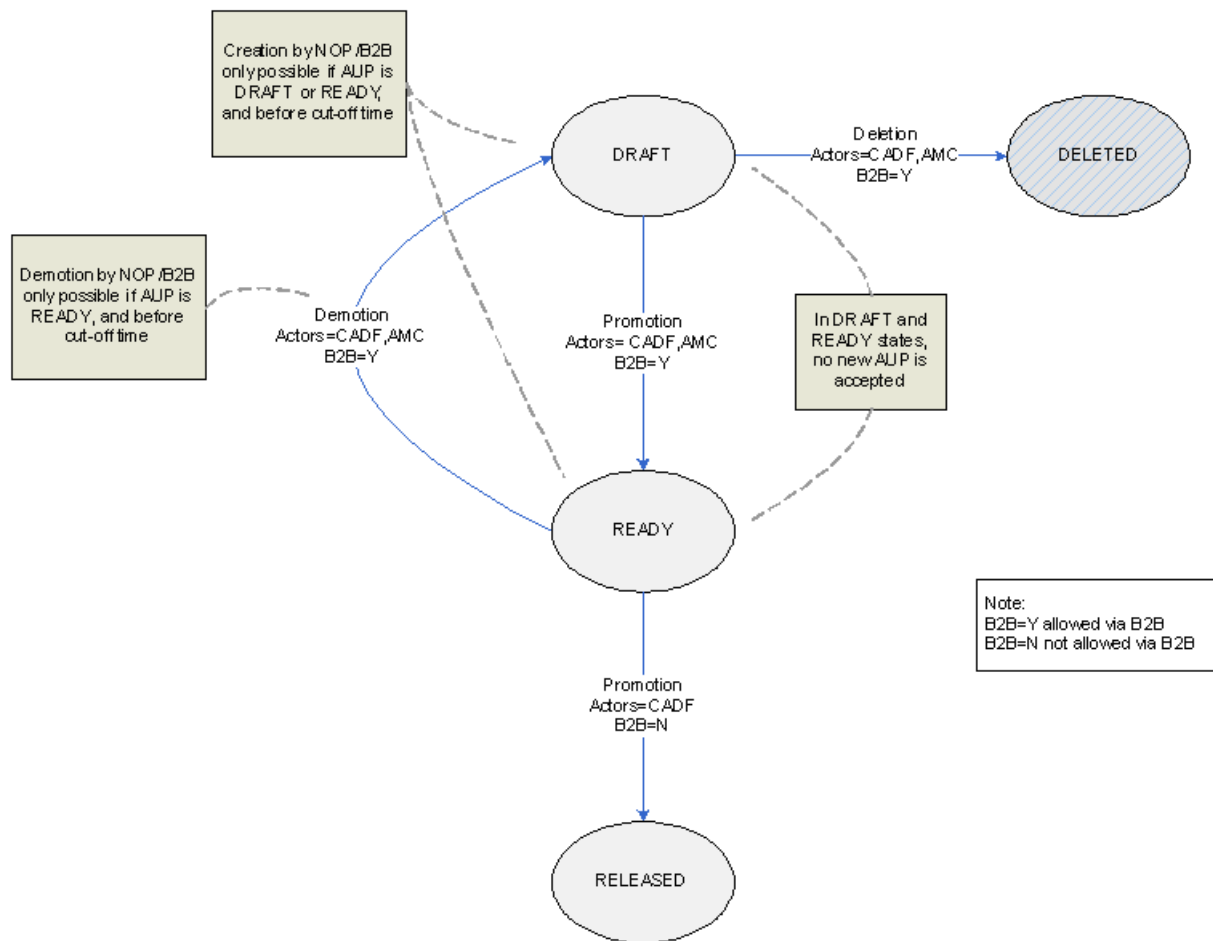 Creation by NOP/B2B
only possible if AUP is
DRAFT or READY,
and before cut-off time
DRAFT
Deletion
Actors=CADF,AMC
B2B=Y
DELETED
Demotion by NOP/B2B
only possible if AUP is
READY, and before
cut-off time
Demotion
Actors=CADF,AMC
B2B=Y
Promotion
Actors= CADF,AMC
B2B=Y
In DRAFT and
READY states,
no new AUP is
accepted
READY
Note:
B2B=Y allowed via B2B
B2B=N not allowed via B2B
Promotion
Actors=CADF
B2B=N
RELEASED